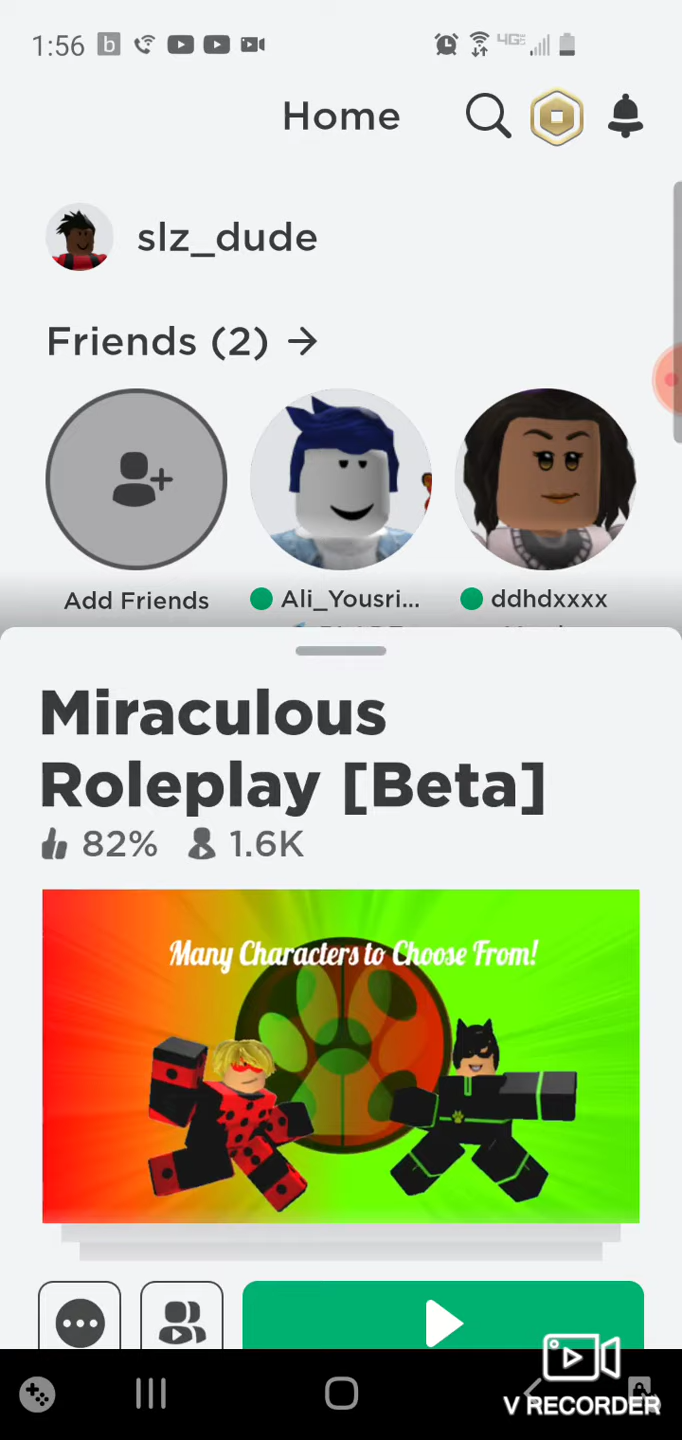 1:56
4GE
Home
slz_dude
Friends (2) →
Add Friends
Ali_Yousri...
ddhdxxxx
Miraculous
Roleplay [Beta]
82% 1.6K
Many Characters to Choose From!
V RECORDER